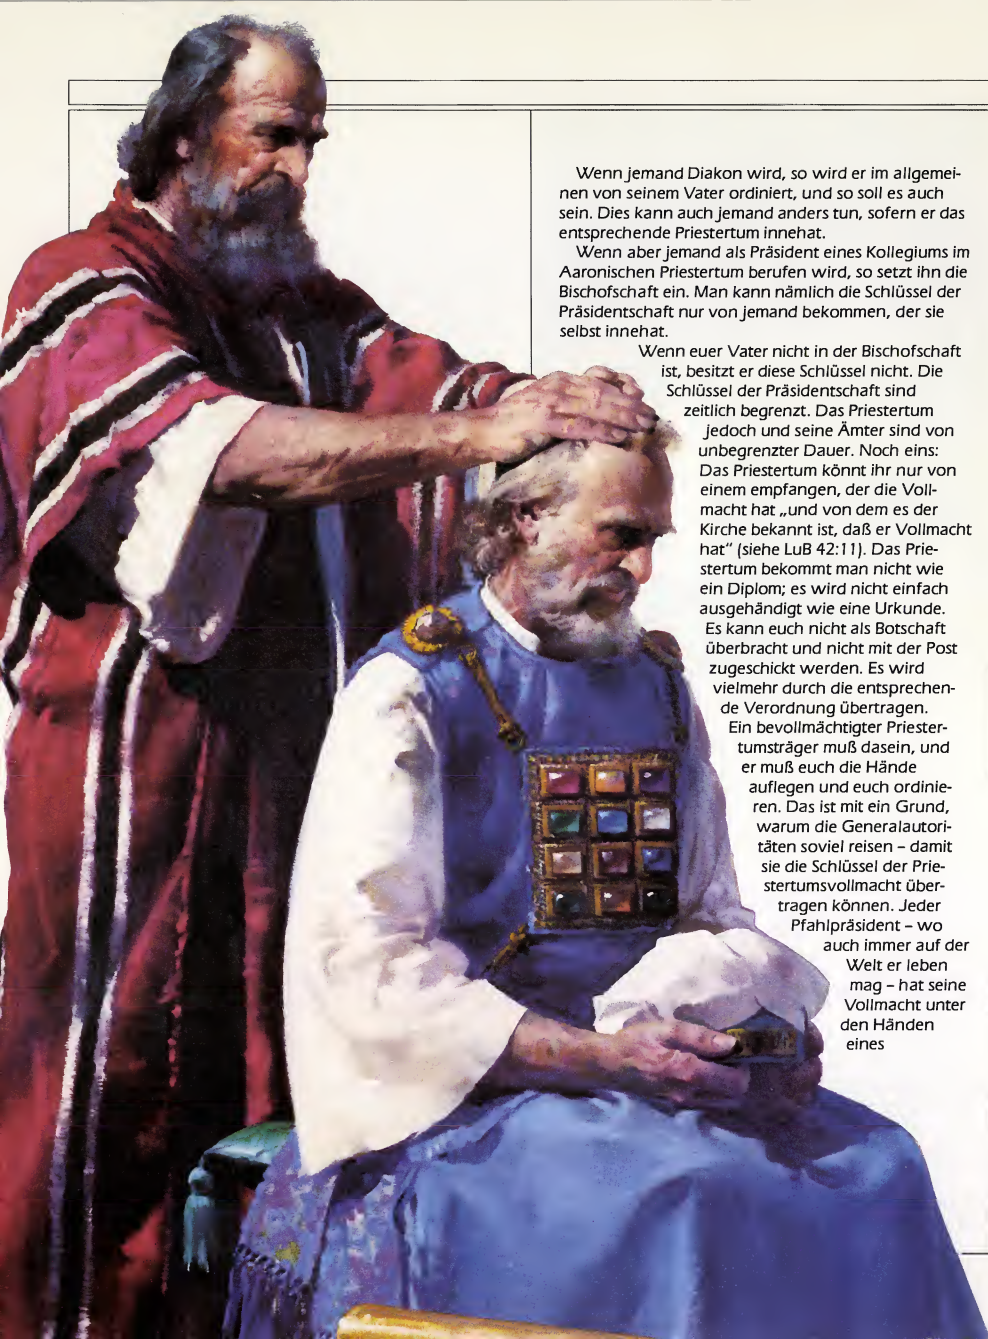 Wenn jemand Diakon wird, so wird er im allgemei-
nen von seinem Vater ordiniert, und so soll es auch
sein. Dies kann auch jemand anders tun, sofern er das
entsprechende Priestertum innehat.
Wenn aber jemand als Präsident eines Kollegiums im
Aaronischen Priestertum berufen wird, so setzt ihn die
Bischofschaft ein. Man kann nämlich die Schlüssel der
Präsidentschaft nur von jemand bekommen, der sie
selbst innehat.
Wenn euer Vater nicht in der Bischofschaft
ist, besitzt er diese Schlüssel nicht. Die
Schlüssel der Präsidentschaft sind
zeitlich begrenzt. Das Priestertum
jedoch und seine Ämter sind von
unbegrenzter Dauer. Noch eins:
Das Priestertum könnt ihr nur von
einem empfangen, der die Voll-
macht hat „und von dem es der
Kirche bekannt ist, daß er Vollmacht
hat" (siehe LuB 42:11). Das Prie-
stertum bekommt man nicht wie
ein Diplom; es wird nicht einfach
ausgehändigt wie eine Urkunde.
Es kann euch nicht als Botschaft
überbracht und nicht mit der Post
zugeschickt werden. Es wird
vielmehr durch die entsprechen-
de Verordnung übertragen.
Ein bevollmächtigter Priester-
tumsträger muß dasein, und
er muß euch die Hände
auflegen und euch ordinie-
ren. Das ist mit ein Grund,
warum die Generalautori-
täten soviel reisen – damit
sie die Schlüssel der Prie-
stertumsvollmacht über-
tragen können. Jeder
Pfahlpräsident – wo
auch immer auf der
Welt er leben
mag – hat seine
Vollmacht unter
den Händen
eines